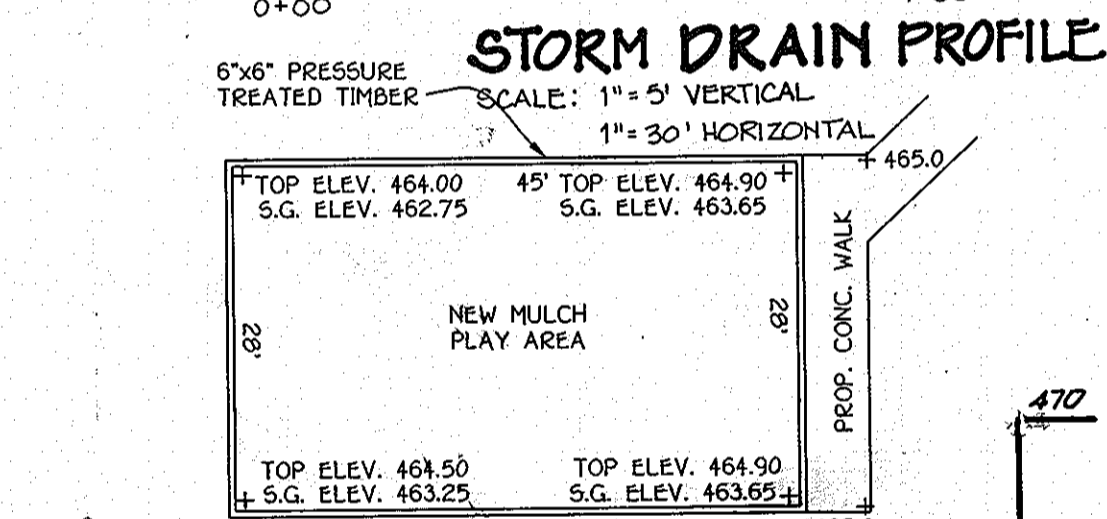 0+00
STORM DRAIN PROFILE
6"x6" PRESSURE
TREATED TIMBER
SCALE: 1"= 5' VERTICAL
1"= 30' HORIZONTAL
465.0
TOP ELEV. 464.00
S.G. ELEV. 462.75
45' TOP ELEV. 464.90
S.G. ELEV. 463.65
28'
NEW MULCH
PLAY AREA
28'
PROP. CONC. WALK
470
TOP ELEV. 464.50
S.G. ELEV. 463.25
TOP ELEV. 464.90
S.G. ELEV. 463.65